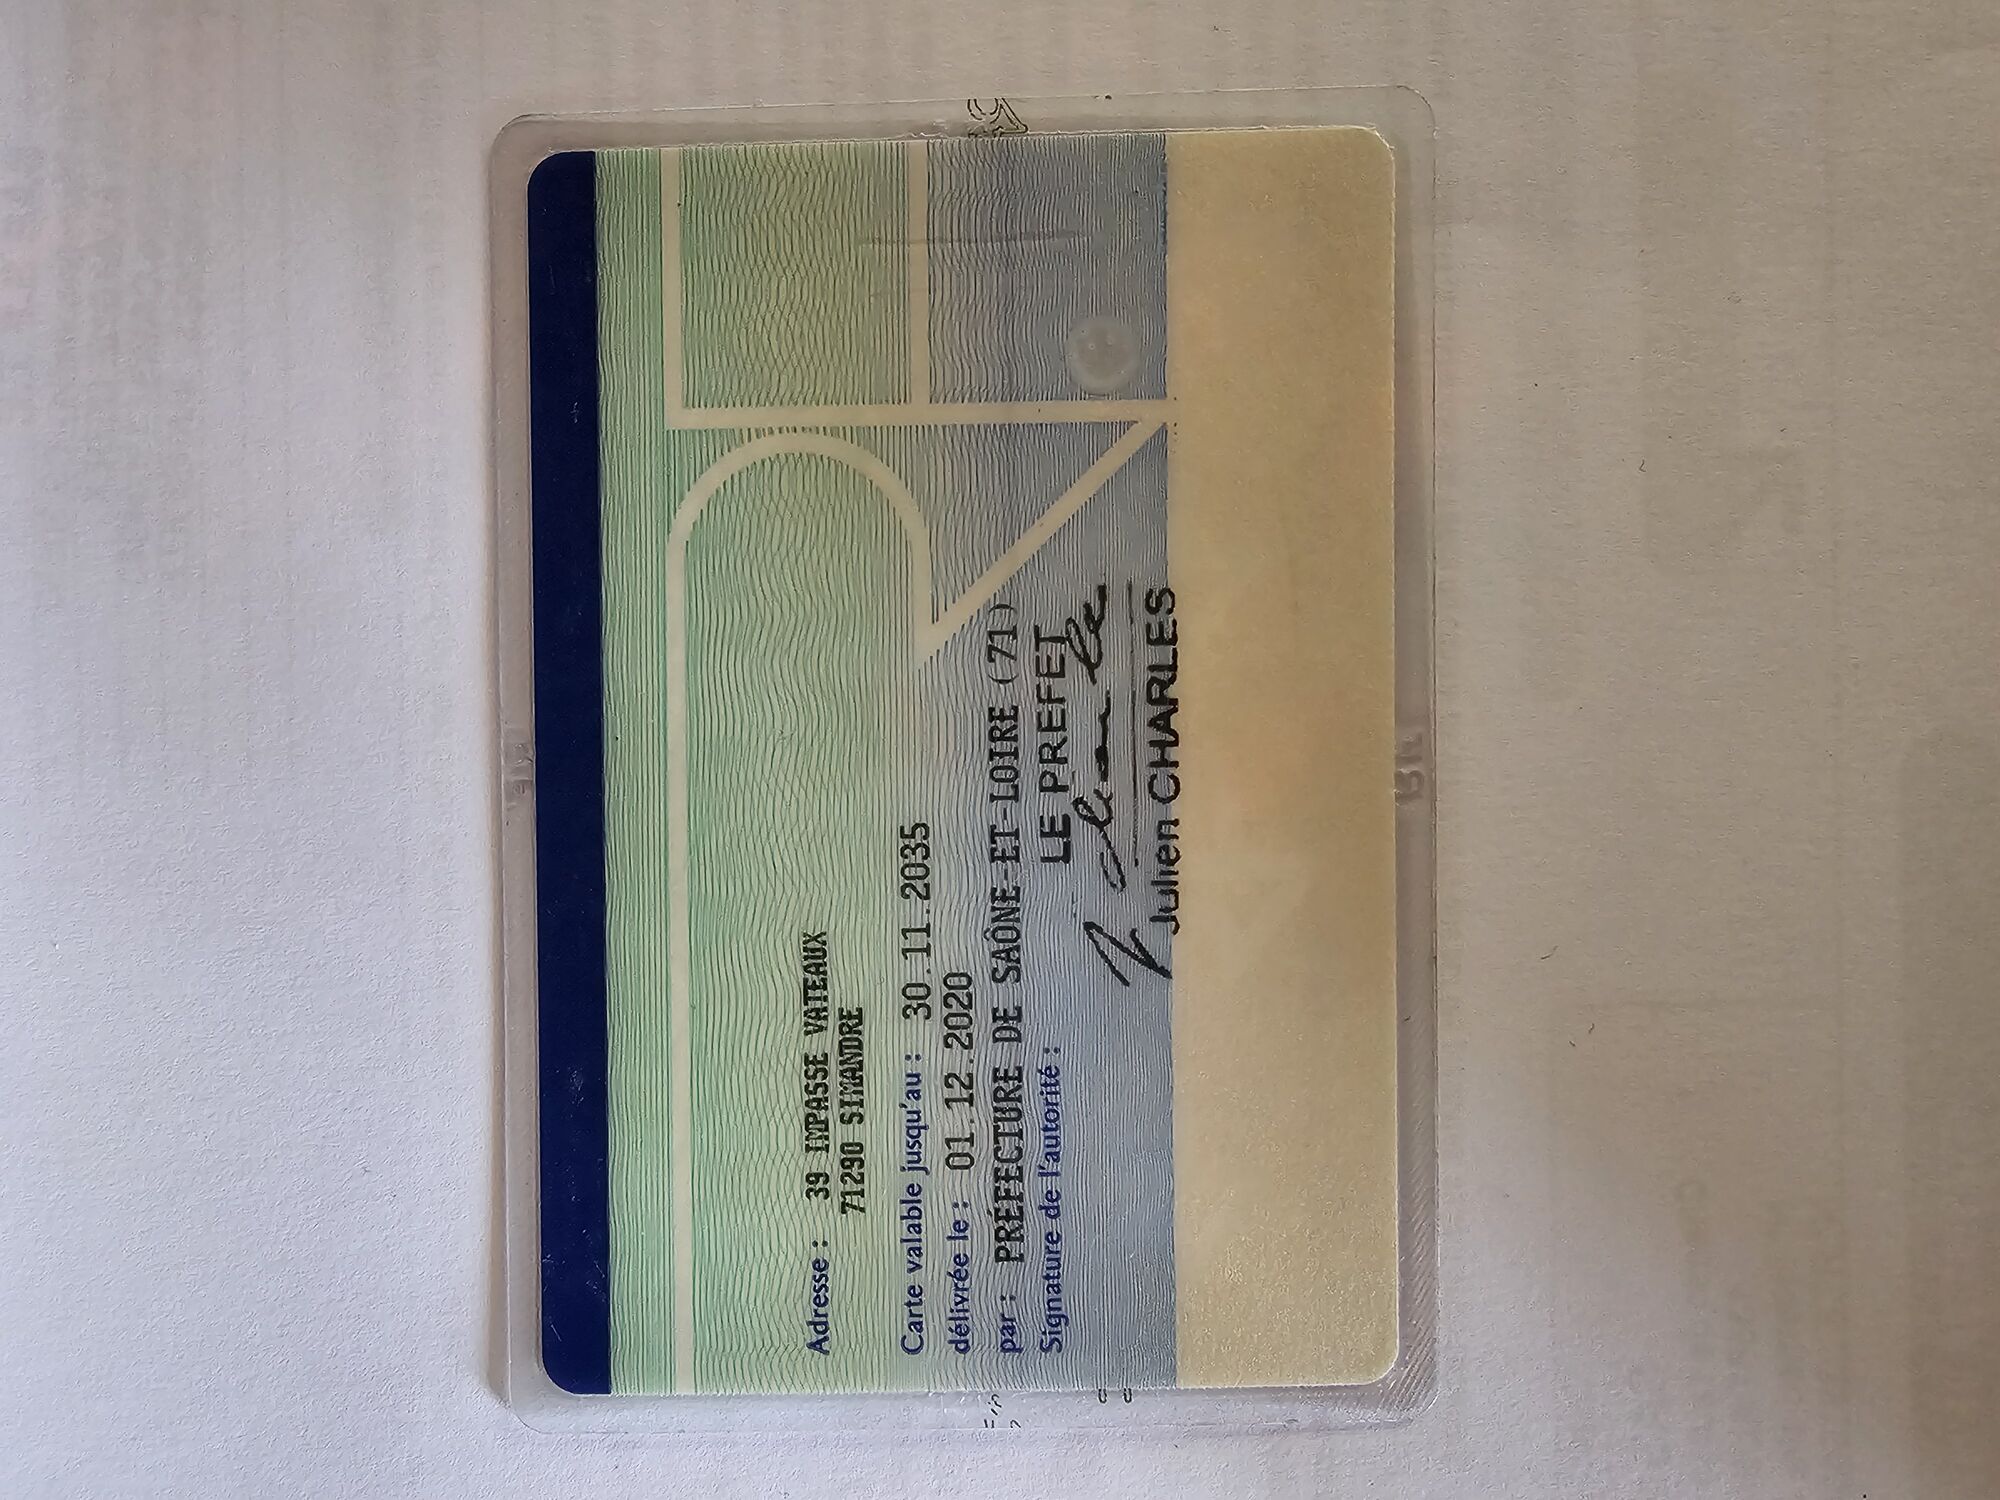 Adresse : 39 IMPASSE VATEAUX
71290 SIMANDRE
Carte valable jusqu'au : 30.11.2035
délivrée le : 01.12.2020
par : PRÉFECTURE DE SAÔNE-ET-LOIRE (71)
Signature de l'autorité :
LE PREFET
Julien CHARLES